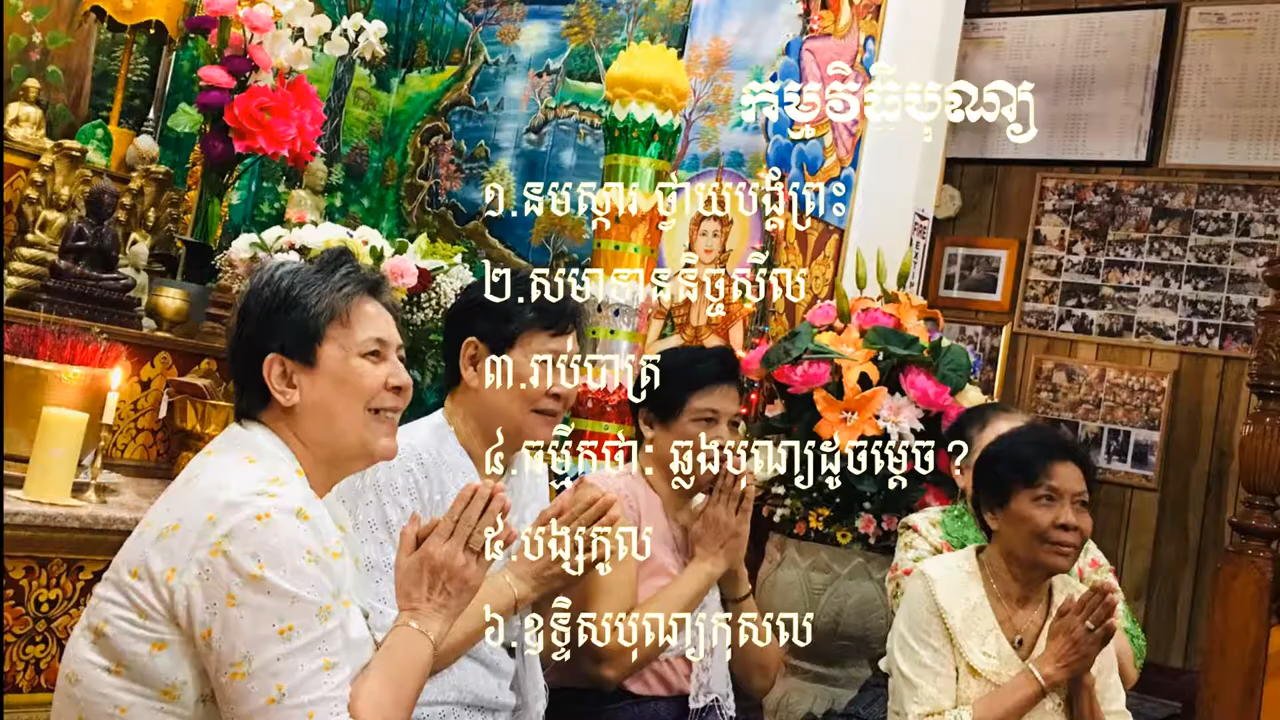 កម្មវិធីបុណ្យ
១.នមស្ការ ថ្វាយបង្គំព្រះ
២.សមាទាននិច្ចសីល
៣.រាប់បាត្រ
៤.ធម្មីកថា: ឆ្លងបុណ្យដូចម្ដេច?
៥.បង្សកូល
៦.ឧទ្ទិសបុណ្យកុសល
FIRE
EXT